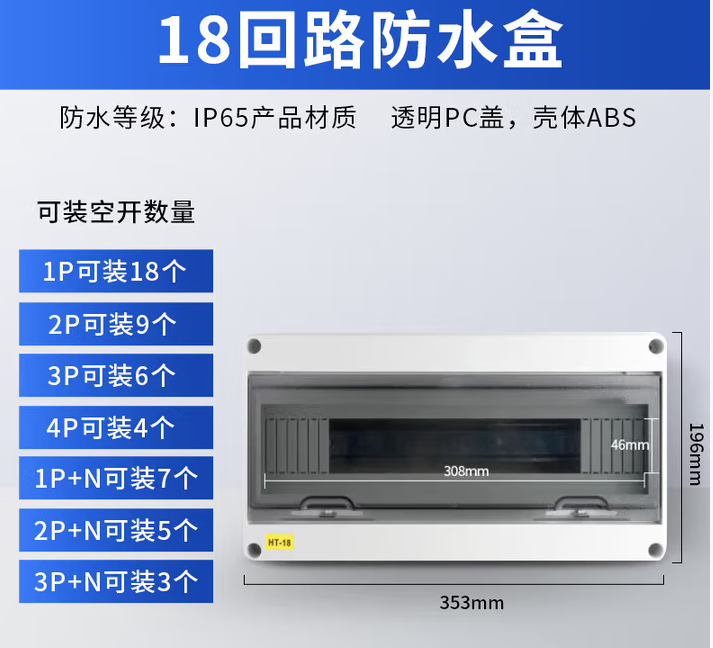 18回路防水盒
防水等级：IP65产品材质 透明PC盖，壳体ABS
可装空开数量
1P可装18个
2P可装9个
3P可装6个
4P可装4个
1P+N可装7个
2P+N可装5个
3P+N可装3个
46mm
308mm
196mm
HT-18
353mm